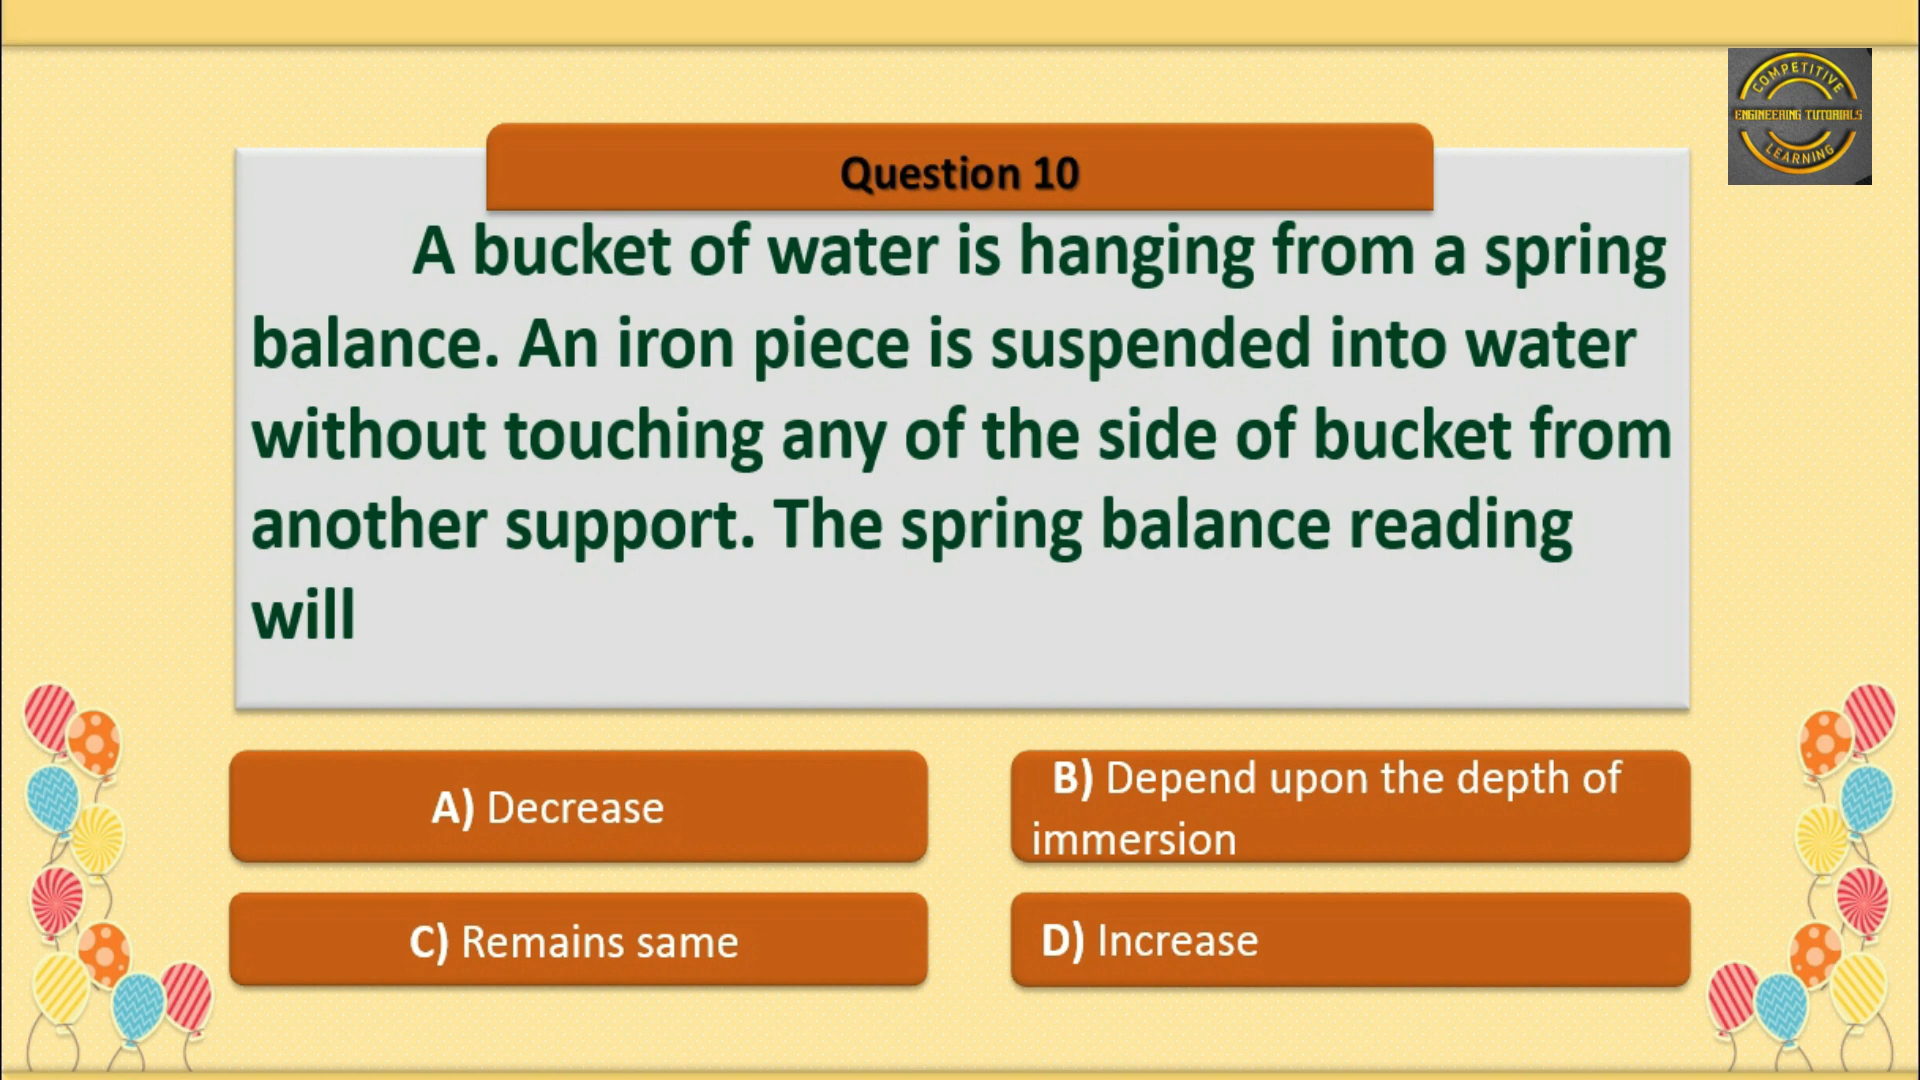 COMPETITIVE
ENGINEERING TUTORIALS
LEARNING
Question 10
A bucket of water is hanging from a spring
balance. An iron piece is suspended into water
without touching any of the side of bucket from
another support. The spring balance reading
will
A) Decrease
B) Depend upon the depth of
immersion
C) Remains same
D) Increase